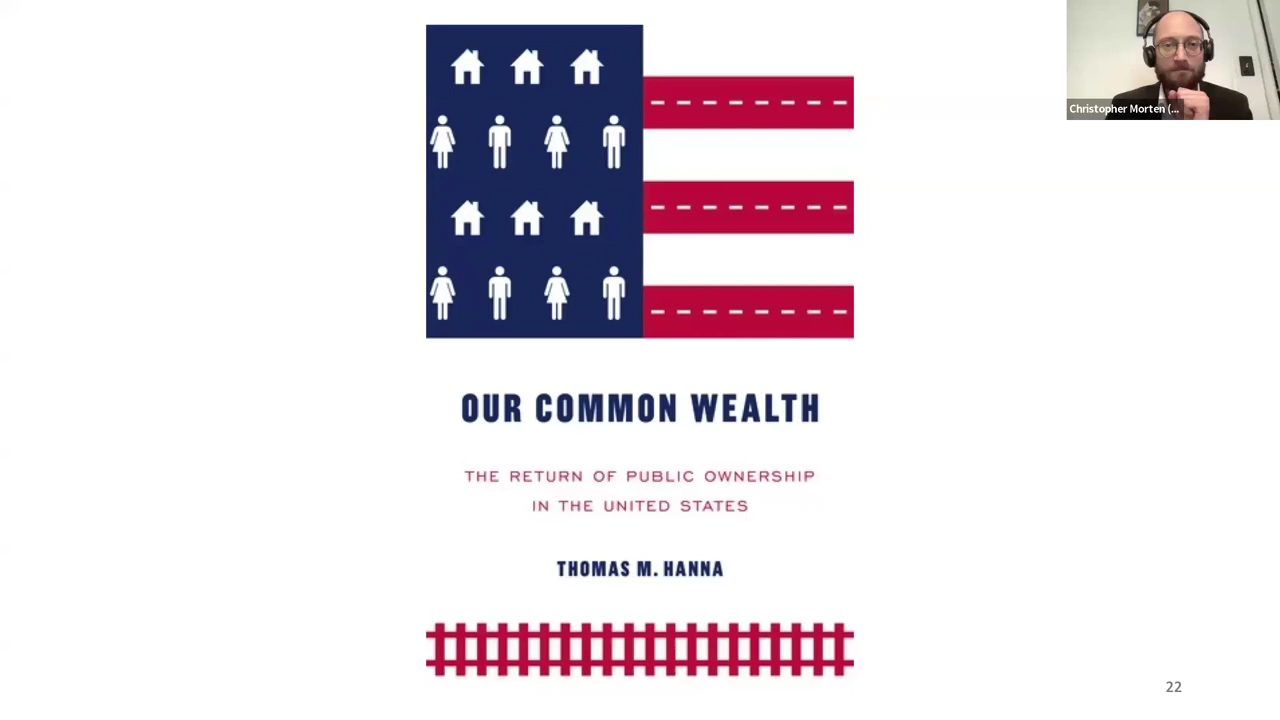 Christopher Morten (...
OUR COMMON WEALTH
THE RETURN OF PUBLIC OWNERSHIP
IN THE UNITED STATES
THOMAS M. HANNA
22